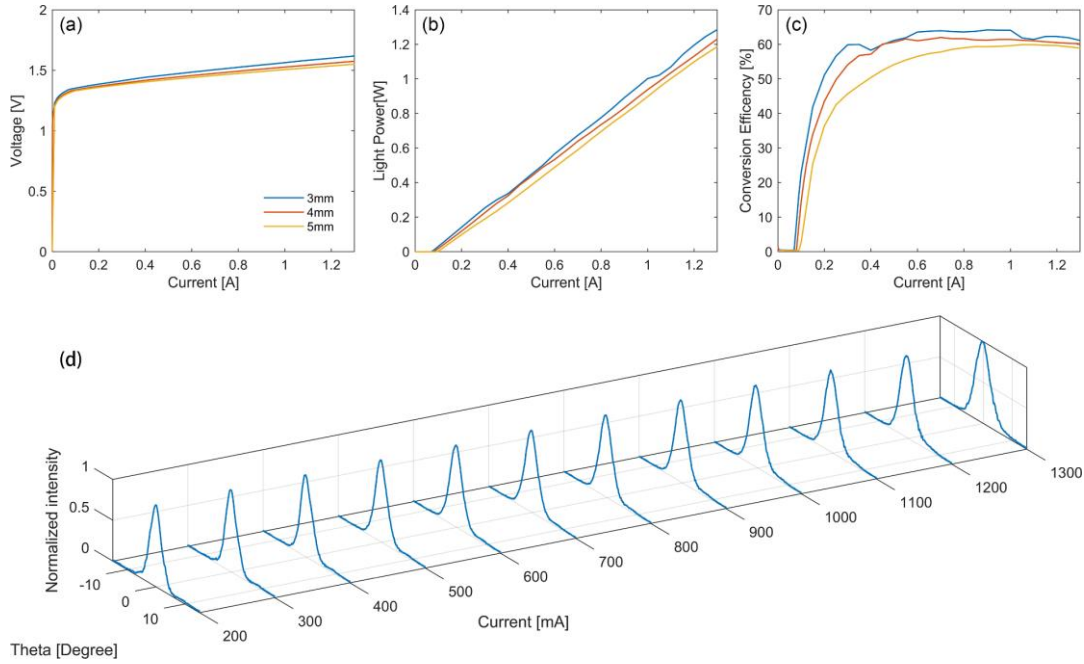 (a)
2
1.5
1
0.5
0
Voltage [V]
0 0.2 0.4 0.6 0.8 1 1.2
Current [A]
3mm
4mm
5mm
(b)
1.4
1.2
1
0.8
0.6
0.4
0.2
0
Light Power[W]
0 0.2 0.4 0.6 0.8 1 1.2
Current [A]
(c)
70
60
50
40
30
20
10
0
Conversion Efficency [%]
0 0.2 0.4 0.6 0.8 1 1.2
Current [A]
(d)
Normalized intensity
1
0.5
0
-10
0
10
Theta [Degree]
200 300 400 500 600 700 800 900 1000 1100 1200 1300
Current [mA]